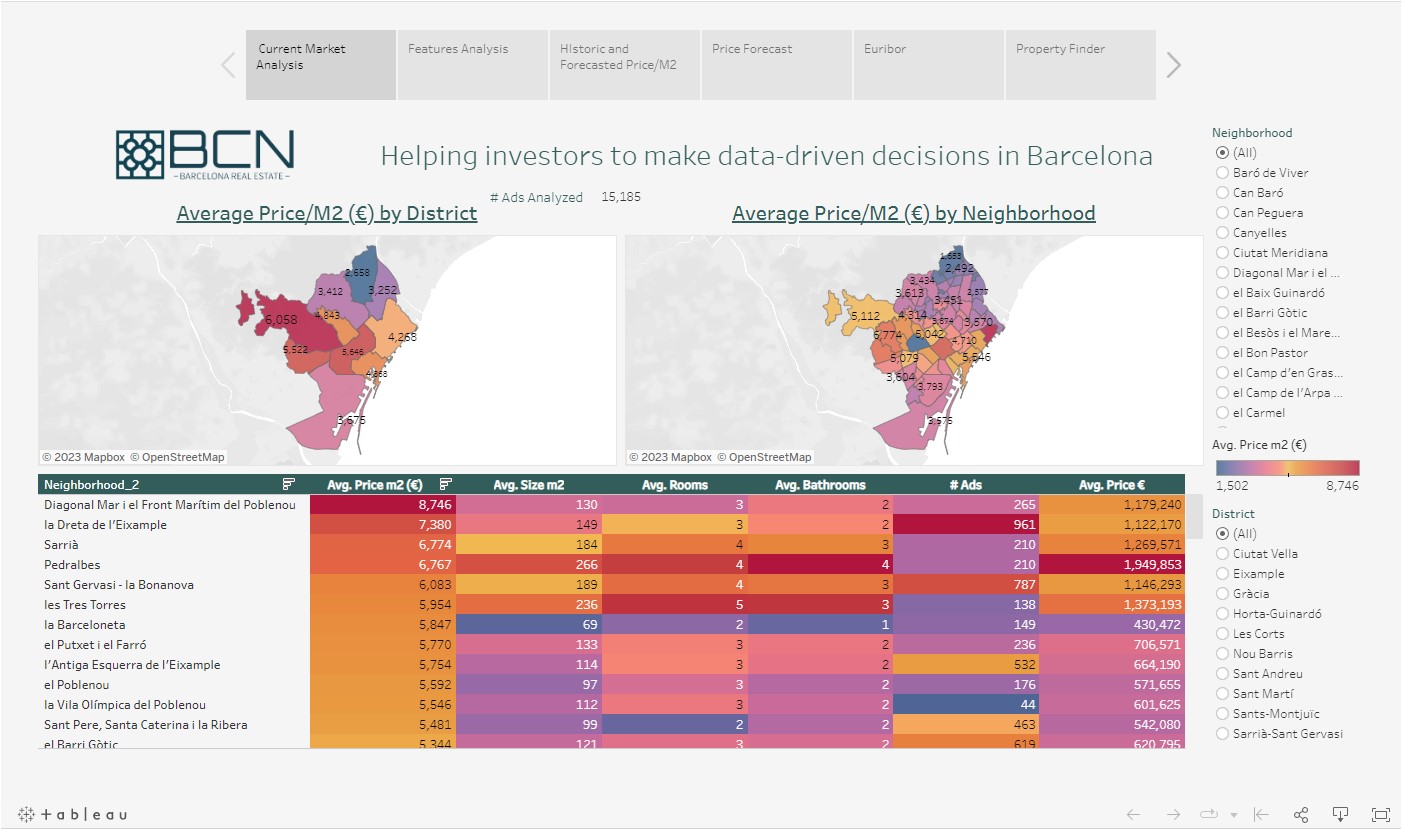 Current Market
Analysis
Features Analysis
HIstoric and
Forecasted Price/M2
Price Forecast
Euribor
Property Finder
BCN
–BARCELONA REAL ESTATE–
Helping investors to make data-driven decisions in Barcelona
# Ads Analyzed 15,185
Average Price/M2 (€) by District
Average Price/M2 (€) by Neighborhood
2,658
3,412
3,252
6,058
4,843
4,268
5,522
5,646
3,675
© 2023 Mapbox © OpenStreetMap
2,492
3,434
3,613
2,577
3,451
5,112
4,314
3,570
6,774
5,042
4,710
5,079
5,546
3,604
3,793
3,575
© 2023 Mapbox © OpenStreetMap
Neighborhood_2 Avg. Price m2 (€) Avg. Size m2 Avg. Rooms Avg. Bathrooms # Ads Avg. Price €
Diagonal Mar i el Front Marítim del Poblenou 8,746 130 3 2 265 1,179,240
la Dreta de l’Eixample 7,380 149 3 2 961 1,122,170
Sarrià 6,774 184 4 3 210 1,269,571
Pedralbes 6,767 266 4 4 210 1,949,853
Sant Gervasi - la Bonanova 6,083 189 4 3 787 1,146,293
les Tres Torres 5,954 236 5 3 138 1,373,193
la Barceloneta 5,847 69 2 1 149 430,472
el Putxet i el Farró 5,770 133 3 2 236 706,571
l’Antiga Esquerra de l’Eixample 5,754 114 3 2 532 664,190
el Poblenou 5,592 97 3 2 176 571,655
la Vila Olímpica del Poblenou 5,546 112 3 2 44 601,625
Sant Pere, Santa Caterina i la Ribera 5,481 99 2 2 463 542,080
el Barri Gòtic 5,344 121 3 2 619 620,795
Neighborhood
(All)
Baró de Viver
Can Baró
Can Peguera
Canyelles
Ciutat Meridiana
Diagonal Mar i el ...
el Baix Guinardó
el Barri Gòtic
el Besòs i el Mare...
el Bon Pastor
el Camp d’en Gras...
el Camp de l’Arpa ...
el Carmel
Avg. Price m2 (€)
1,502 8,746
District
(All)
Ciutat Vella
Eixample
Gràcia
Horta-Guinardó
Les Corts
Nou Barris
Sant Andreu
Sant Martí
Sants-Montjuïc
Sarrià-Sant Gervasi
+ableau